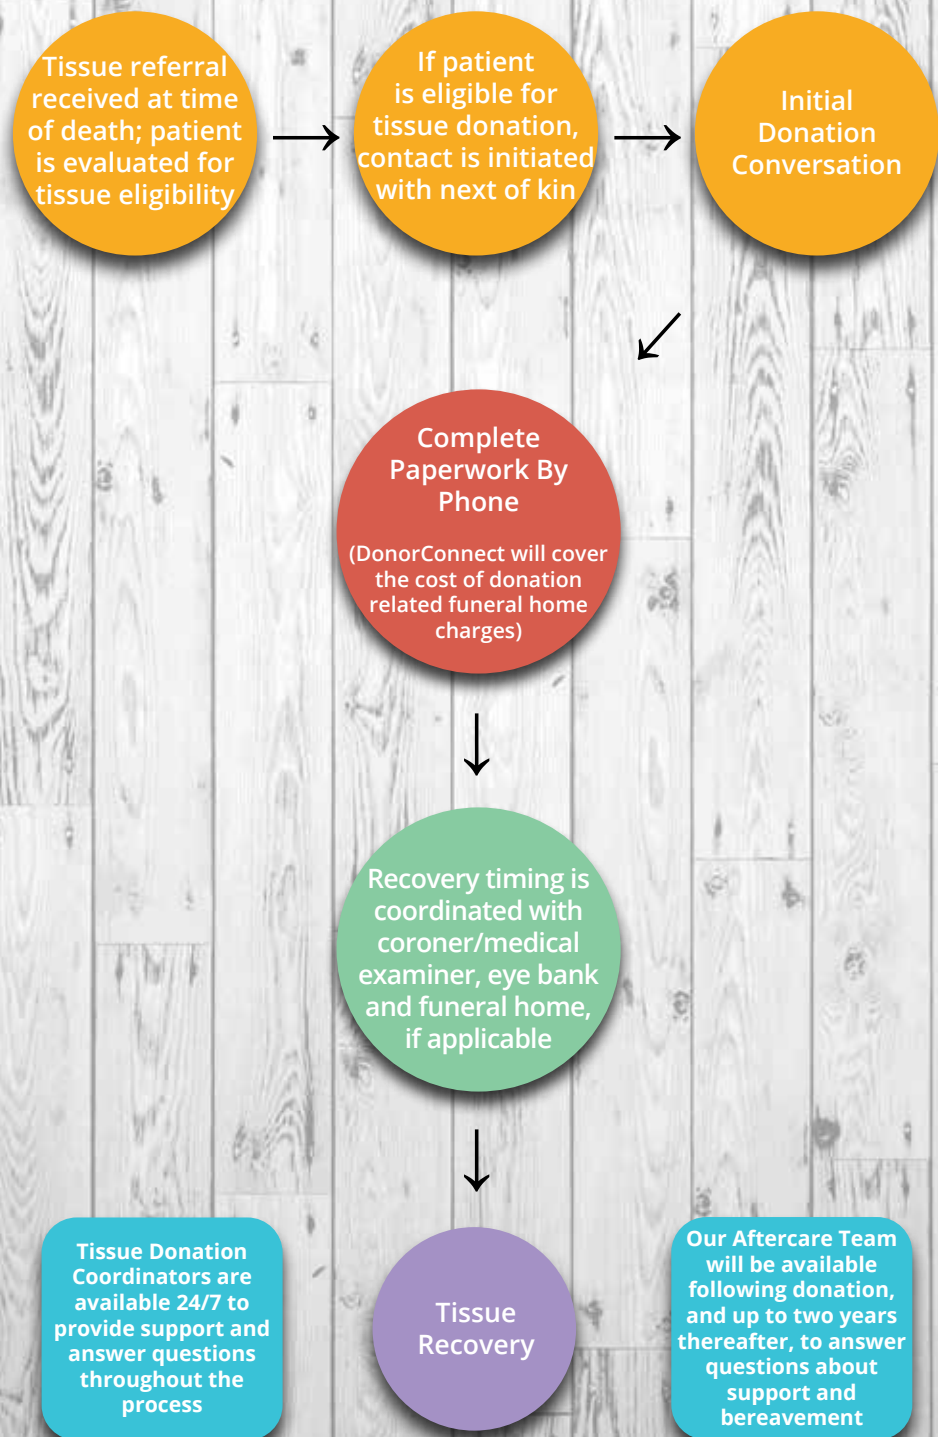 Tissue referral
received at time
of death; patient
is evaluated for
tissue eligibility
If patient
is eligible for
tissue donation,
contact is initiated
with next of kin
Initial
Donation
Conversation
Complete
Paperwork By
Phone
(DonorConnect will cover
the cost of donation
related funeral home
charges)
Recovery timing is
coordinated with
coroner/medical
examiner, eye bank
and funeral home,
if applicable
Tissue Donation
Coordinators are
available 24/7 to
provide support and
answer questions
throughout the
process
Tissue
Recovery
Our Aftercare Team
will be available
following donation,
and up to two years
thereafter, to answer
questions about
support and
bereavement